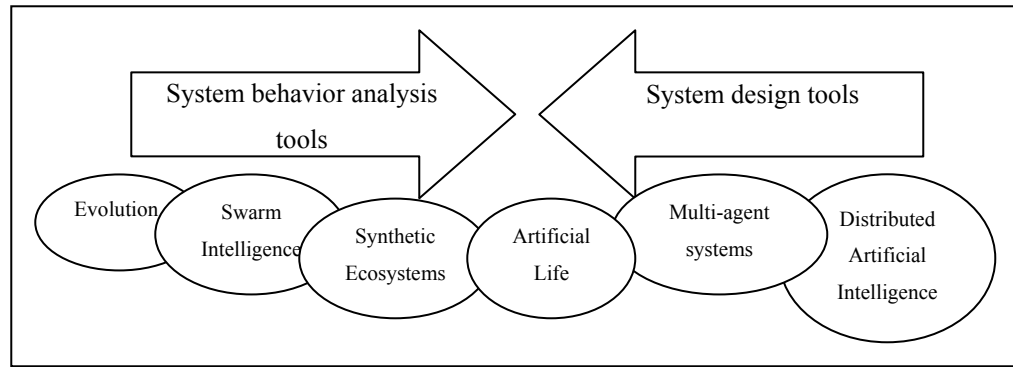 System behavior analysis
tools
System design tools
Evolution
Swarm
Intelligence
Synthetic
Ecosystems
Artificial
Life
Multi-agent
systems
Distributed
Artificial
Intelligence